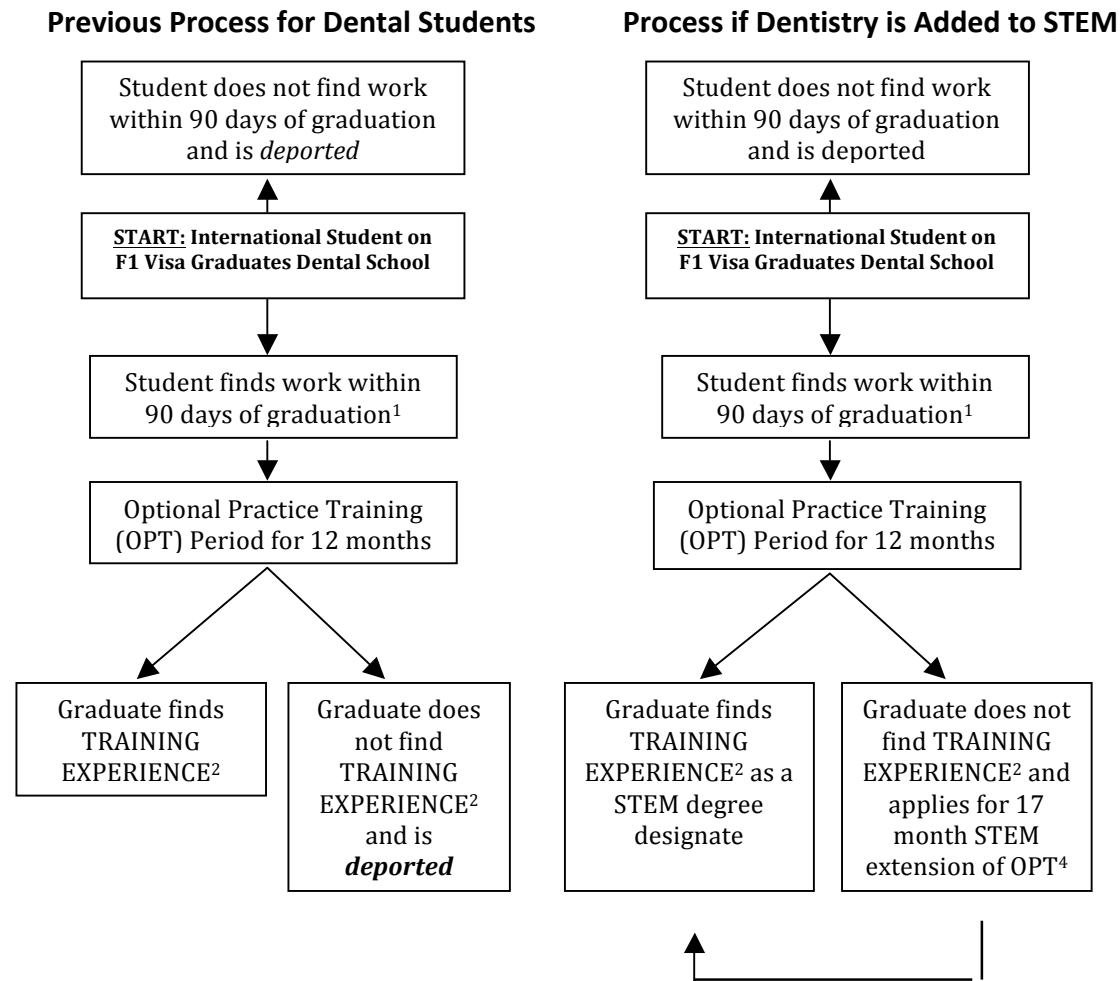 Previous Process for Dental Students
Student does not find work
within 90 days of graduation
and is deported
START: International Student on
F1 Visa Graduates Dental School
Student finds work within
90 days of graduation¹
Optional Practice Training
(OPT) Period for 12 months
Graduate finds
TRAINING
EXPERIENCE²
Graduate does
not find
TRAINING
EXPERIENCE²
and is
deported
Process if Dentistry is Added to STEM
Student does not find work
within 90 days of graduation
and is deported
START: International Student on
F1 Visa Graduates Dental School
Student finds work within
90 days of graduation¹
Optional Practice Training
(OPT) Period for 12 months
Graduate finds
TRAINING
EXPERIENCE² as a
STEM degree
designate
Graduate does not
find TRAINING
EXPERIENCE² and
applies for 17
month STEM
extension of OPT⁴